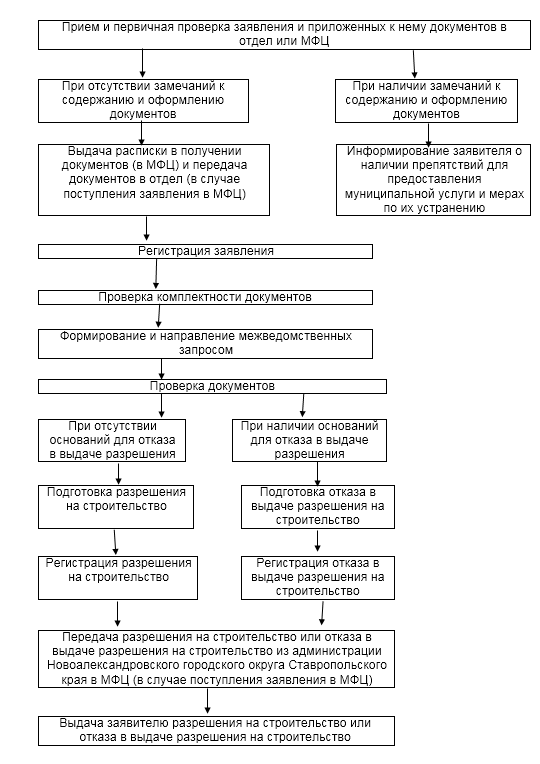 Прием и первичная проверка заявления и приложенных к нему документов в
отдел или МФЦ
При отсутствии замечаний к
содержанию и оформлению
документов
При наличии замечаний к
содержанию и оформлению
документов
Выдача расписки в получении
документов (в МФЦ) и передача
документов в отдел (в случае
поступления заявления в МФЦ)
Информирование заявителя о
наличии препятствий для
предоставления
муниципальной услуги и мерах
по их устранению
Регистрация заявления
Проверка комплектности документов
Формирование и направление межведомственных
запросом
Проверка документов
При отсутствии
оснований для отказа
в выдаче разрешения
При наличии оснований
для отказа в выдаче
разрешения
Подготовка разрешения
на строительство
Подготовка отказа в
выдаче разрешения на
строительство
Регистрация разрешения
на строительство
Регистрация отказа в
выдаче разрешения на
строительство
Передача разрешения на строительство или отказа в
выдаче разрешения на строительство из администрации
Новоалександровского городского округа Ставропольского
края в МФЦ (в случае поступления заявления в МФЦ)
Выдача заявителю разрешения на строительство или
отказа в выдаче разрешения на строительство